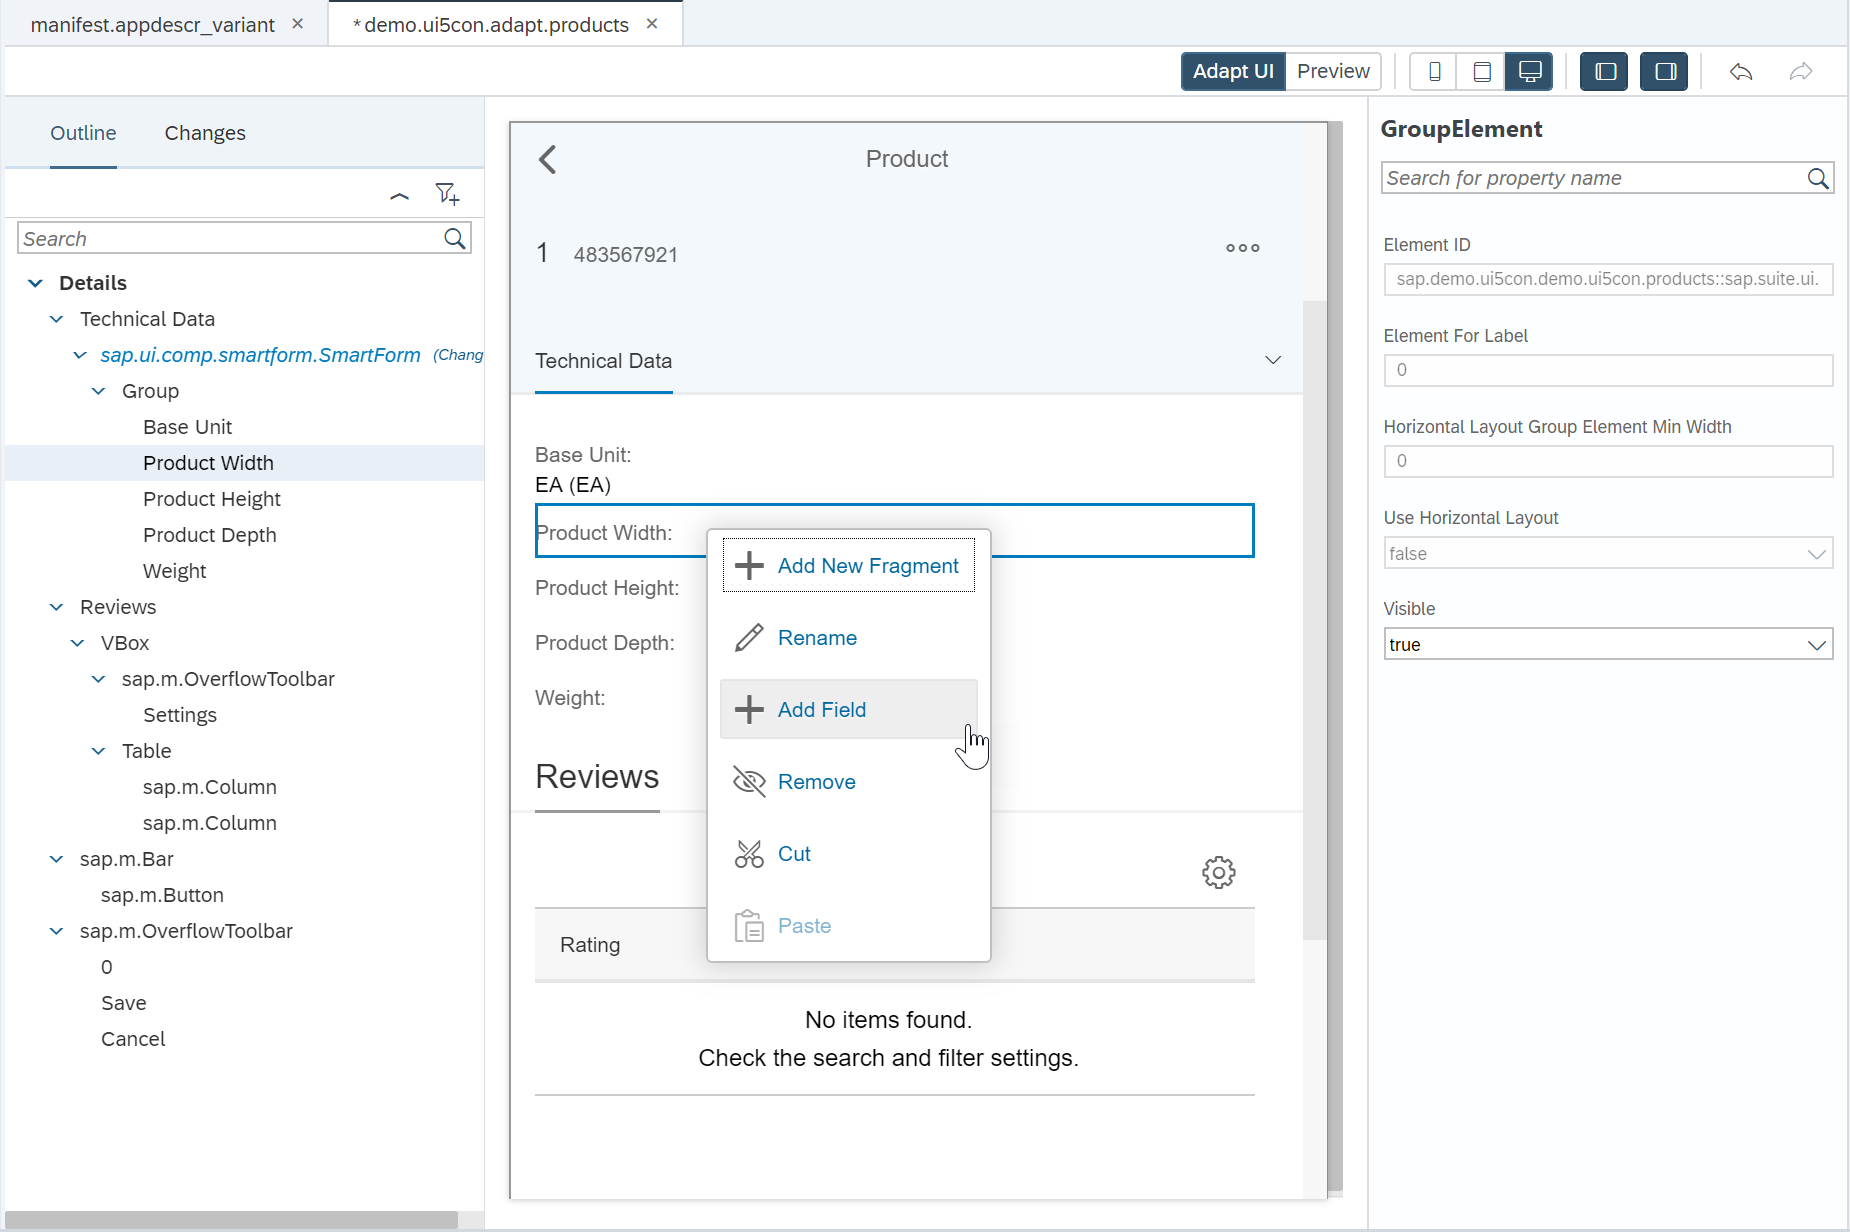 manifest.appdescr_variant
*demo.ui5con.adapt.products
Adapt UI
Preview
Outline
Changes
Search
Details
Technical Data
sap.ui.comp.smartform.SmartForm (Chang
Group
Base Unit
Product Width
Product Height
Product Depth
Weight
Reviews
VBox
sap.m.OverflowToolbar
Settings
Table
sap.m.Column
sap.m.Column
sap.m.Bar
sap.m.Button
sap.m.OverflowToolbar
0
Save
Cancel
Product
1 483567921
Technical Data
Base Unit:
EA (EA)
Product Width:
Product Height:
Product Depth:
Weight:
Add New Fragment
Rename
Add Field
Remove
Cut
Paste
Reviews
Rating
No items found.
Check the search and filter settings.
GroupElement
Search for property name
Element ID
sap.demo.ui5con.demo.ui5con.products::sap.suite.ui.
Element For Label
0
Horizontal Layout Group Element Min Width
0
Use Horizontal Layout
false
Visible
true